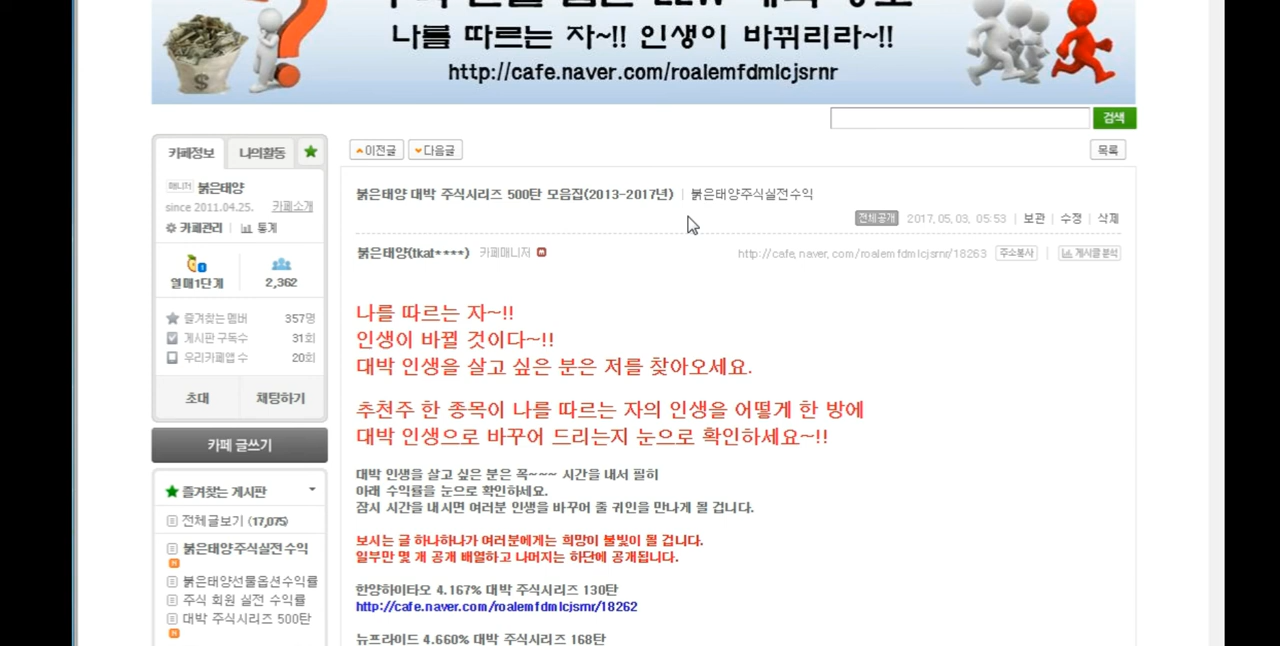 나를 따르는 자~!! 인생이 바뀌리라~!!
http://cafe.naver.com/roalemfdmlcjsrnr
검색
카페정보
나의활동
이전글
다음글
목록
매니저 붉은태양
since 2011.04.25. 카페소개
카페관리 통계
열매1단계
2,362
즐겨찾는 멤버 357명
게시판 구독수 31회
우리카페앱 수 20회
초대
채팅하기
카페 글쓰기
즐겨찾는 게시판
전체글보기 (17,075)
붉은태양주식실전수익
붉은태양선물옵션수익률
주식 회원 실전 수익률
대박 주식시리즈 500탄
붉은태양 대박 주식시리즈 500탄 모음집(2013-2017년) | 붉은태양주식실전수익
전체공개 2017.05.03. 05:53 | 보관 | 수정 | 삭제
붉은태양(tkat****) 카페매니저
http://cafe.naver.com/roalemfdmlcjsrnr/18263 주소복사 | 게시글 분석
나를 따르는 자~!!
인생이 바뀔 것이다~!!
대박 인생을 살고 싶은 분은 저를 찾아오세요.
추천주 한 종목이 나를 따르는 자의 인생을 어떻게 한 방에
대박 인생으로 바꾸어 드리는지 눈으로 확인하세요~!!
대박 인생을 살고 싶은 분은 꼭~~~ 시간을 내서 필히
아래 수익률을 눈으로 확인하세요.
잠시 시간을 내시면 여러분 인생을 바꾸어 줄 귀인을 만나게 될 겁니다.
보시는 글 하나하나가 여러분에게는 희망이 불빛이 될 겁니다.
일부만 몇 개 공개 배열하고 나머지는 하단에 공개됩니다.
한양하이타오 4.167% 대박 주식시리즈 130탄
http://cafe.naver.com/roalemfdmlcjsrnr/18262
뉴프라이드 4.660% 대박 주식시리즈 168탄